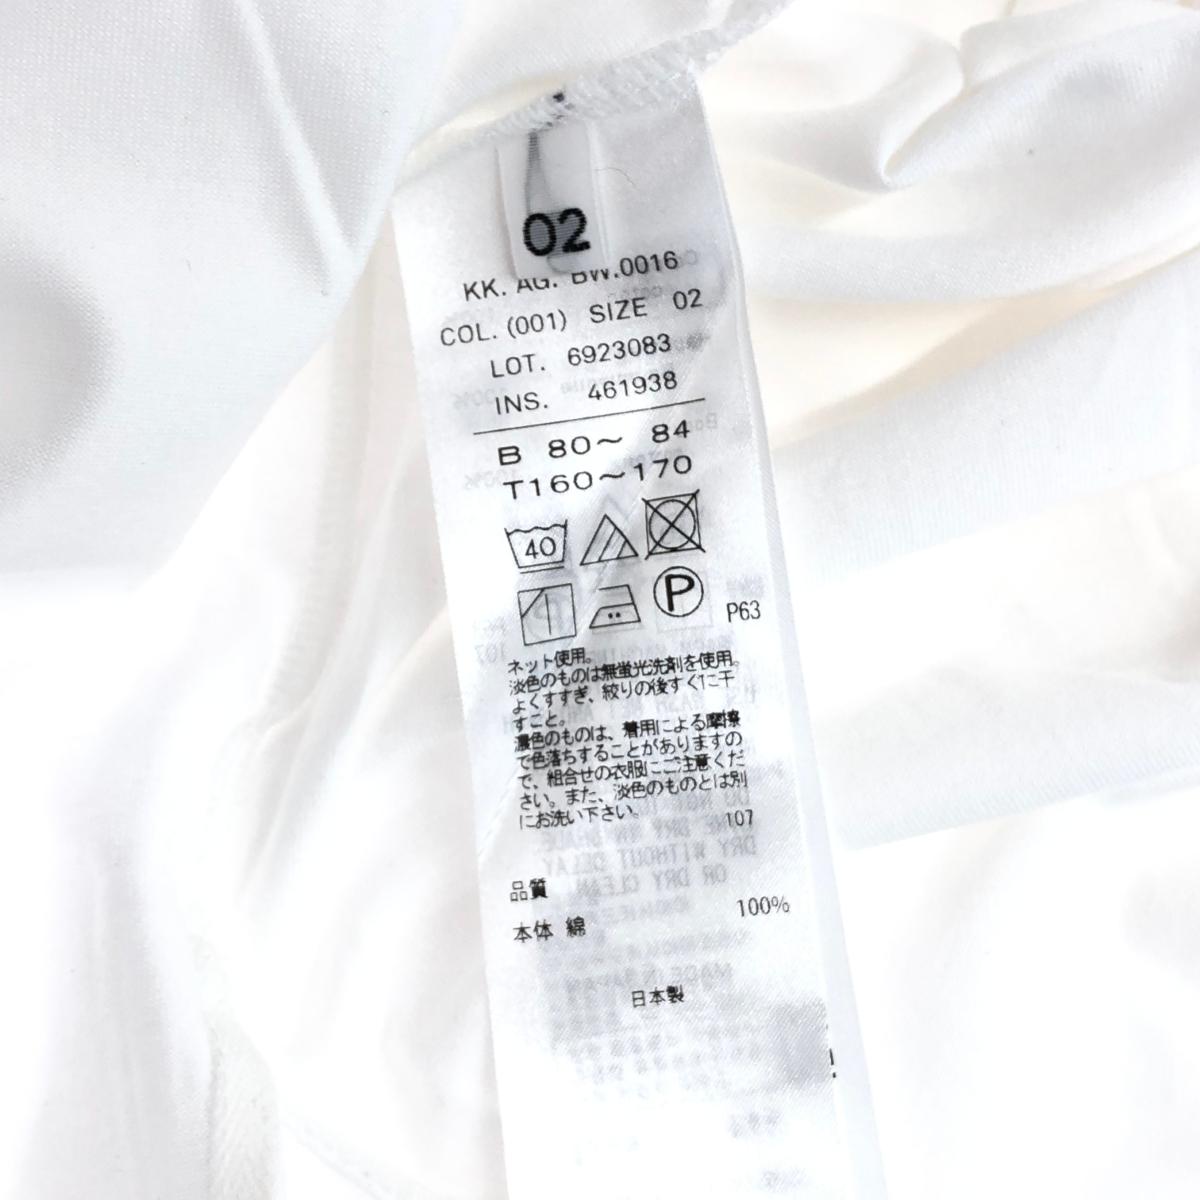 02
KK. AG. BW.0016
COL.(001) SIZE 02
LOT. 6923083
INS. 461938
B 80～ 84
T160～170
40
P
P63
ネット使用。
淡色のものは無蛍光洗剤を使用。
よくすすぎ、絞りの後すぐに干
すこと。
濃色のものは、着用による摩擦
で色落ちすることがありますの
で、組合せの衣服にご注意くだ
さい。また、淡色のものとは別
にお洗い下さい。
107
品質
本体 綿 100%
日本製